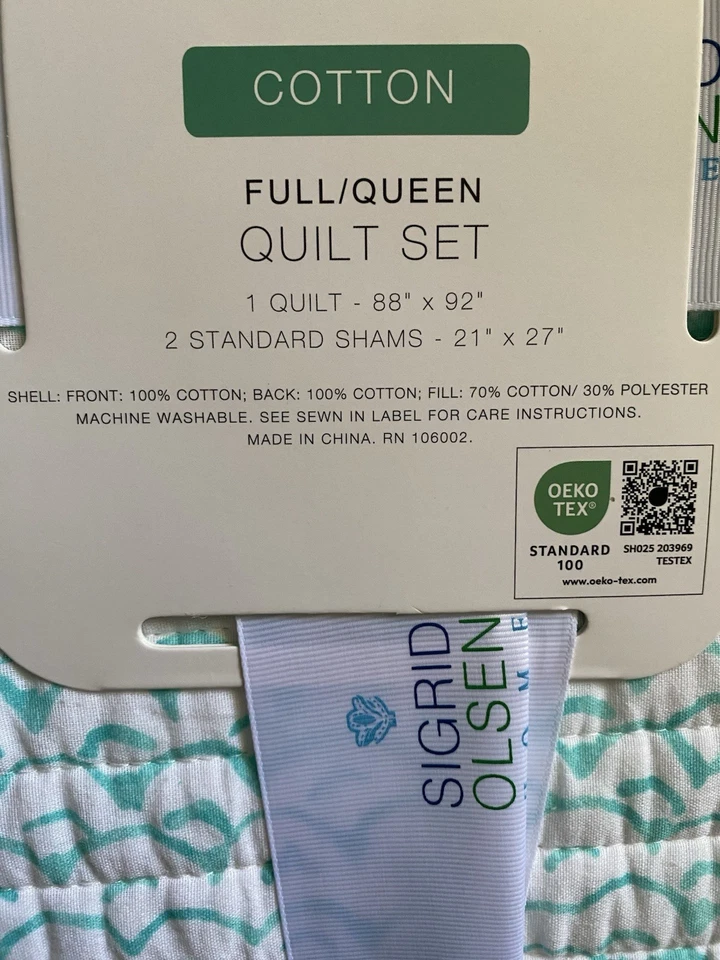 COTTON
FULL/QUEEN
QUILT SET
1 QUILT - 88" x 92"
2 STANDARD SHAMS - 21" x 27"
SHELL: FRONT: 100% COTTON; BACK: 100% COTTON; FILL: 70% COTTON/ 30% POLYESTER
MACHINE WASHABLE. SEE SEWN IN LABEL FOR CARE INSTRUCTIONS.
MADE IN CHINA. RN 106002.
OEKO
TEX®
STANDARD
100
SH025 203969
TESTEX
www.oeko-tex.com
SIGRID
OLSEN